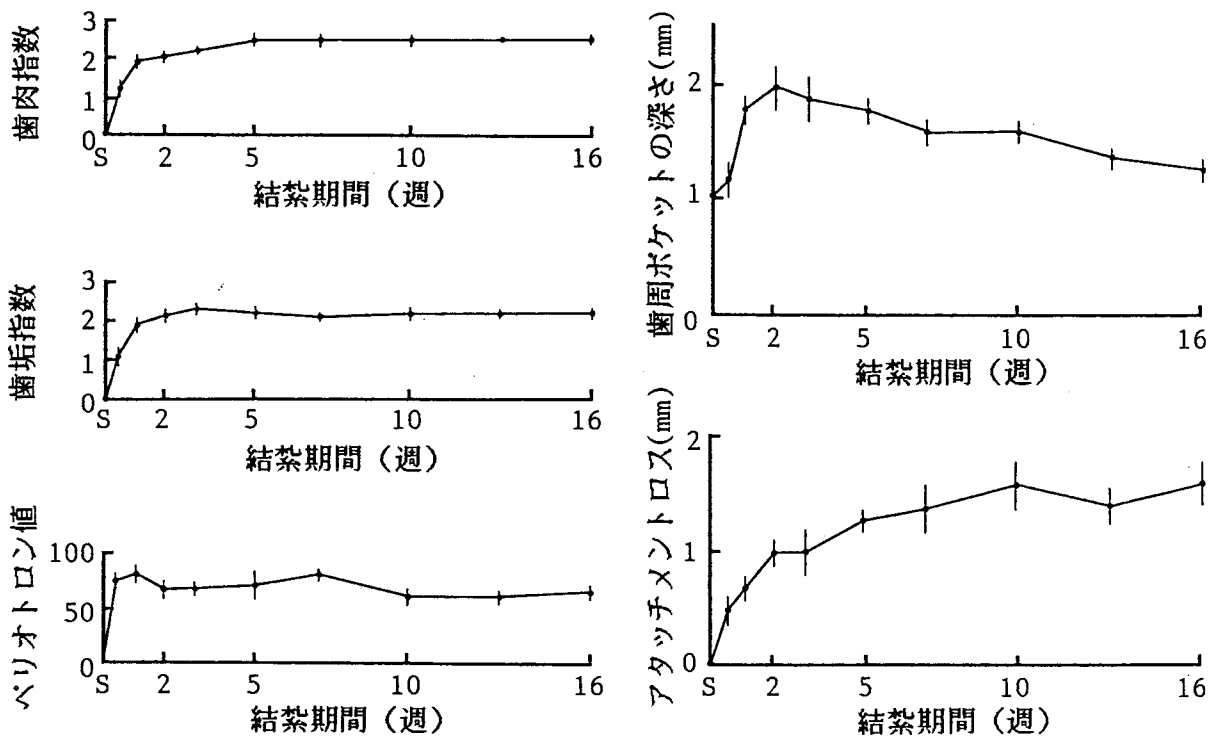 歯肉指数
3
2
1
0
S 2 5 10 16
結紮期間（週）
歯垢指数
3
2
1
0
S 2 5 10 16
結紮期間（週）
ペリオトロン値
100
50
0
S 2 5 10 16
結紮期間（週）
歯周ポケットの深さ(mm)
2
1
0
S 2 5 10 16
結紮期間（週）
アタッチメントロス(mm)
2
1
0
S 2 5 10 16
結紮期間（週）